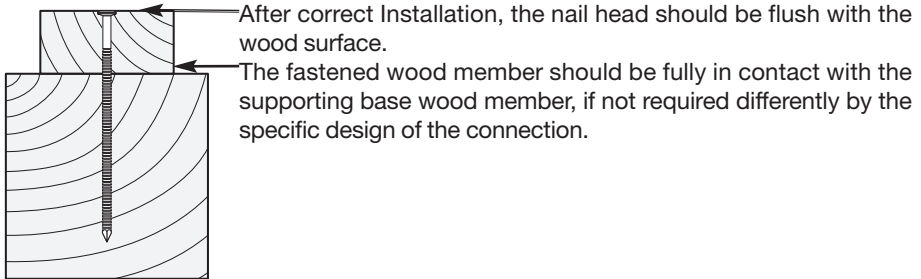 After correct Installation, the nail head should be flush with the
wood surface.
The fastened wood member should be fully in contact with the
supporting base wood member, if not required differently by the
specific design of the connection.